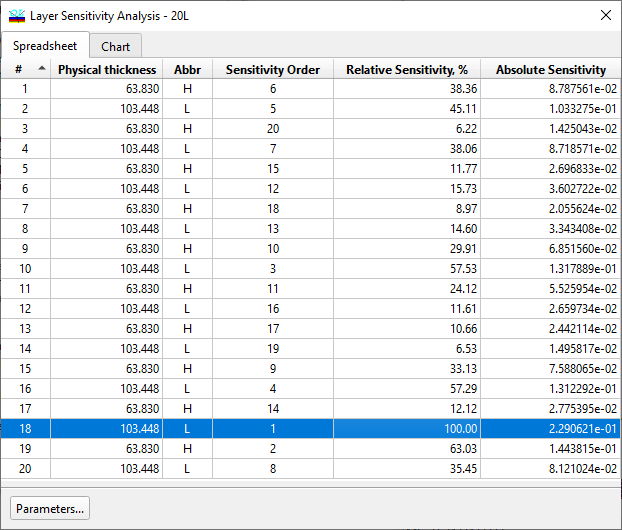 Layer Sensitivity Analysis - 20L
Spreadsheet Chart
# Physical thickness Abbr Sensitivity Order Relative Sensitivity, % Absolute Sensitivity
1 63.830 H 6 38.36 8.787561e-02
2 103.448 L 5 45.11 1.033275e-01
3 63.830 H 20 6.22 1.425043e-02
4 103.448 L 7 38.06 8.718571e-02
5 63.830 H 15 11.77 2.696833e-02
6 103.448 L 12 15.73 3.602722e-02
7 63.830 H 18 8.97 2.055624e-02
8 103.448 L 13 14.60 3.343408e-02
9 63.830 H 10 29.91 6.851560e-02
10 103.448 L 3 57.53 1.317889e-01
11 63.830 H 11 24.12 5.525954e-02
12 103.448 L 16 11.61 2.659734e-02
13 63.830 H 17 10.66 2.442114e-02
14 103.448 L 19 6.53 1.495817e-02
15 63.830 H 9 33.13 7.588065e-02
16 103.448 L 4 57.29 1.312292e-01
17 63.830 H 14 12.12 2.775395e-02
18 103.448 L 1 100.00 2.290621e-01
19 63.830 H 2 63.03 1.443815e-01
20 103.448 L 8 35.45 8.121024e-02
Parameters...